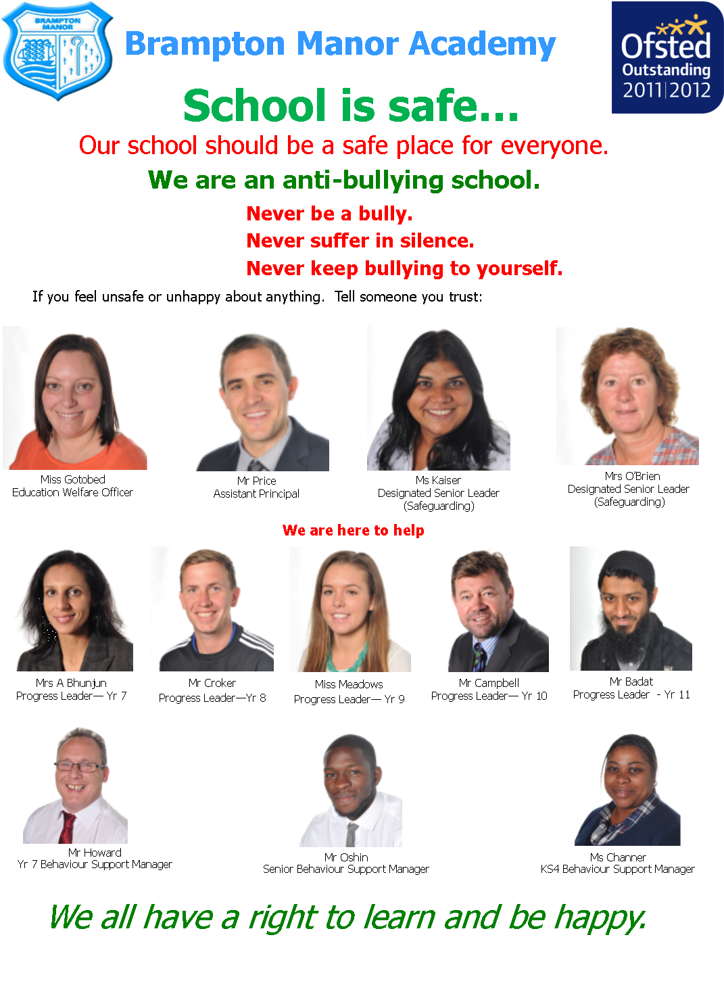 BRAMPTON
MANOR
Brampton Manor Academy
Ofsted
Outstanding
2011|2012
School is safe...
Our school should be a safe place for everyone.
We are an anti-bullying school.
Never be a bully.
Never suffer in silence.
Never keep bullying to yourself.
If you feel unsafe or unhappy about anything.  Tell someone you trust:
Miss Gotobed
Education Welfare Officer
Mr Price
Assistant Principal
Ms Kaiser
Designated Senior Leader
(Safeguarding)
Mrs O’Brien
Designated Senior Leader
(Safeguarding)
We are here to help
Mrs A Bhunjun
Progress Leader— Yr 7
Mr Croker
Progress Leader—Yr 8
Miss Meadows
Progress Leader— Yr 9
Mr Campbell
Progress Leader— Yr 10
Mr Badat
Progress Leader  - Yr 11
Mr Howard
Yr 7 Behaviour Support Manager
Mr Oshin
Senior Behaviour Support Manager
Ms Channer
KS4 Behaviour Support Manager
We all have a right to learn and be happy.